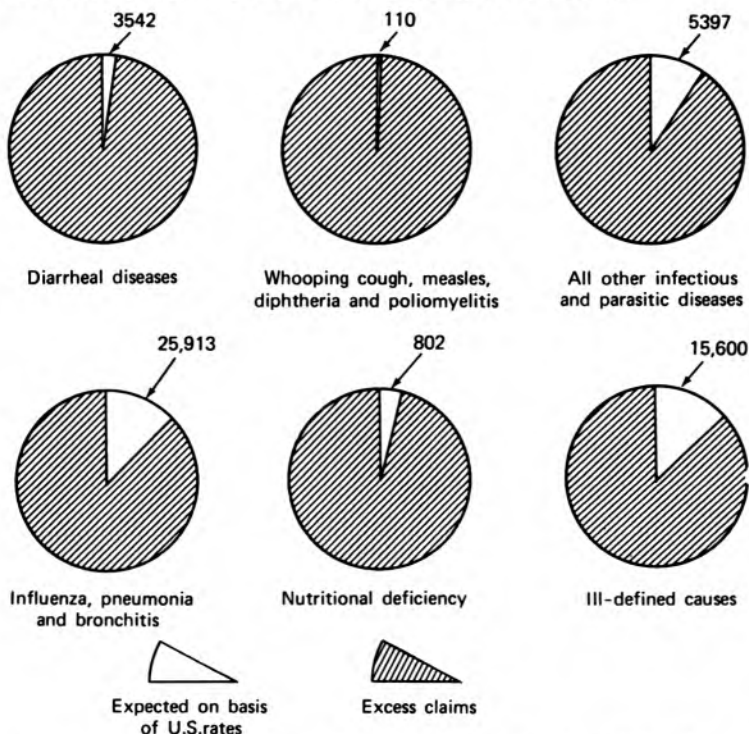 3542
110
5397
Diarrheal diseases
Whooping cough, measles,
diphtheria and poliomyelitis
All other infectious
and parasitic diseases
25,913
802
15,600
Influenza, pneumonia
and bronchitis
Nutritional deficiency
Ill-defined causes
Expected on basis
of U.S.rates
Excess claims